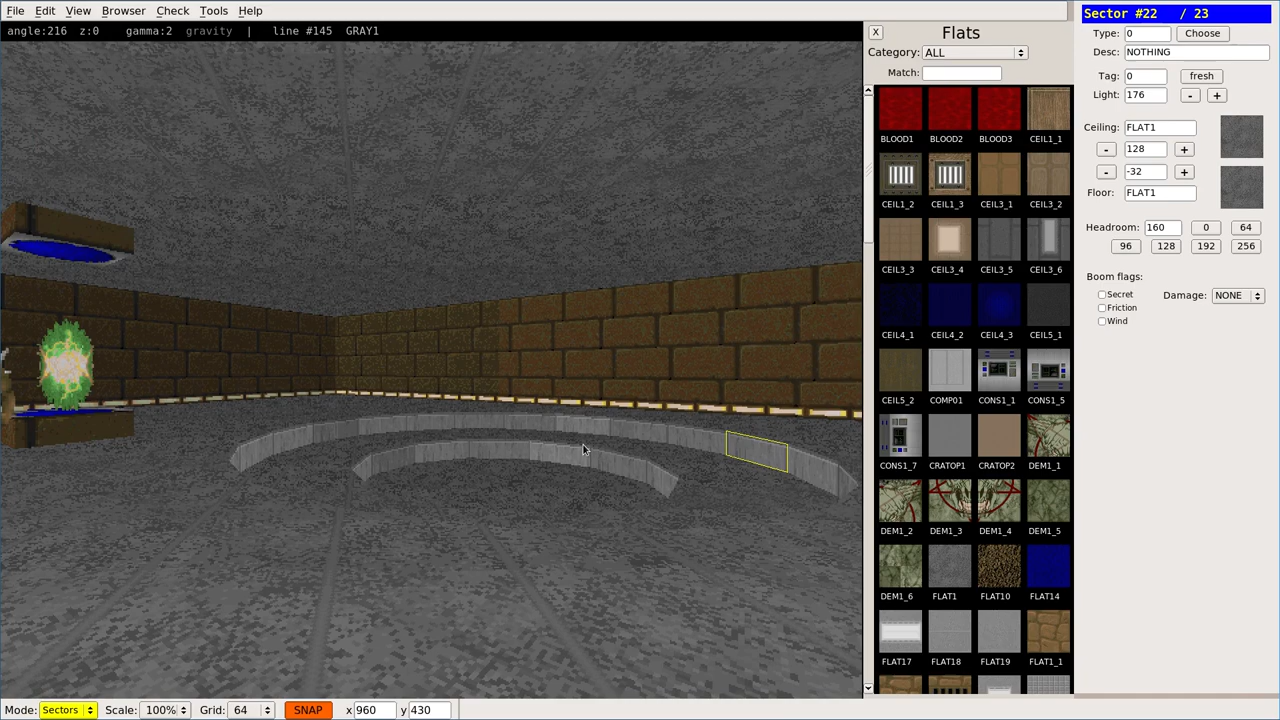 File Edit View Browser Check Tools Help
angle:216 z:0 gamma:2 gravity | line #145 GRAY1
X Flats
Category: ALL
Match:
BLOOD1 BLOOD2 BLOOD3 CEIL1_1
CEIL1_2 CEIL1_3 CEIL3_1 CEIL3_2
CEIL3_3 CEIL3_4 CEIL3_5 CEIL3_6
CEIL4_1 CEIL4_2 CEIL4_3 CEIL5_1
CEIL5_2 COMP01 CONS1_1 CONS1_5
CONS1_7 CRATOP1 CRATOP2 DEM1_1
DEM1_2 DEM1_3 DEM1_4 DEM1_5
DEM1_6 FLAT1 FLAT10 FLAT14
FLAT17 FLAT18 FLAT19 FLAT1_1
Sector #22 / 23
Type: 0 Choose
Desc: NOTHING
Tag: 0 fresh
Light: 176 - +
Ceiling: FLAT1
- 128 +
- -32 +
Floor: FLAT1
Headroom: 160 0 64
96 128 192 256
Boom flags:
Secret Damage: NONE
Friction
Wind
Mode: Sectors Scale: 100% Grid: 64 SNAP x 960 y 430